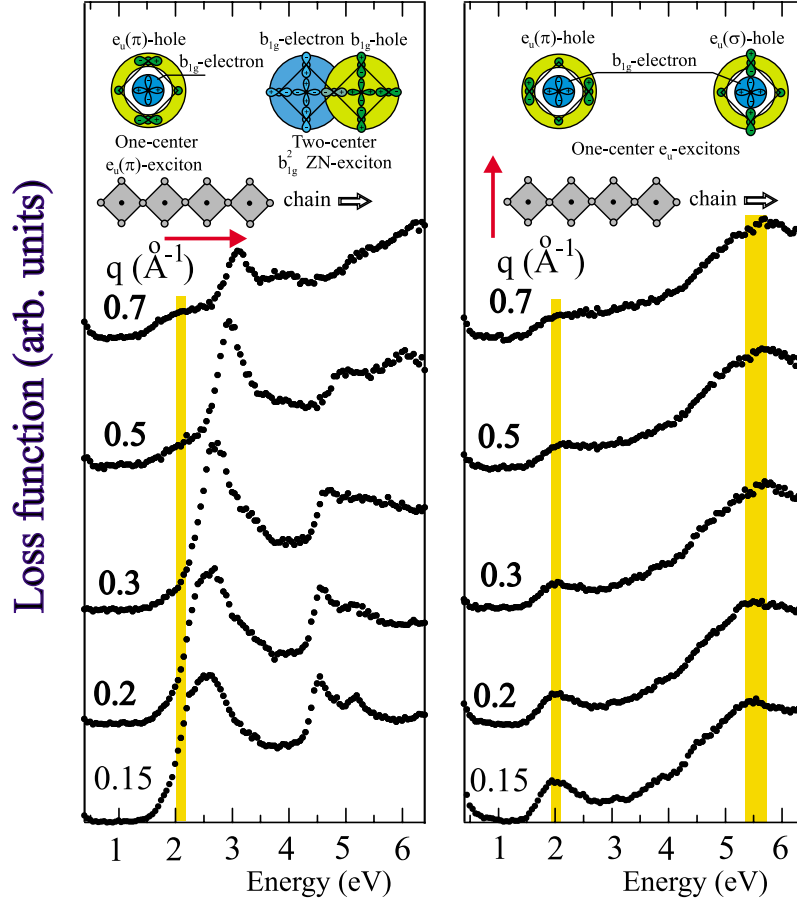 Loss function (arb. units)
eᵤ(π)-hole
b₁g-electron
One-center
eᵤ(π)-exciton
b₁g-electron b₁g-hole
Two-center
b²₁g ZN-exciton
chain
q (Å⁻¹)
0.7
0.5
0.3
0.2
0.15
1 2 3 4 5 6
Energy (eV)
eᵤ(π)-hole
eᵤ(σ)-hole
b₁g-electron
One-center eᵤ-excitons
chain
q (Å⁻¹)
0.7
0.5
0.3
0.2
0.15
1 2 3 4 5 6
Energy (eV)